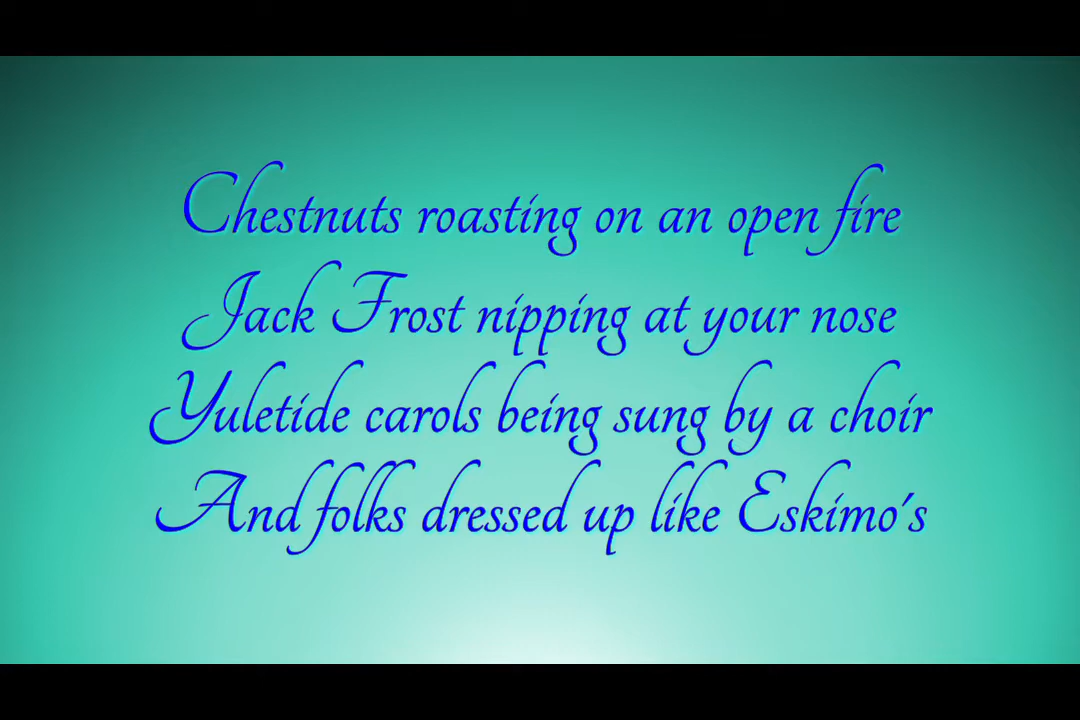 Chestnuts roasting on an open fire
Jack Frost nipping at your nose
Yuletide carols being sung by a choir
And folks dressed up like Eskimo's